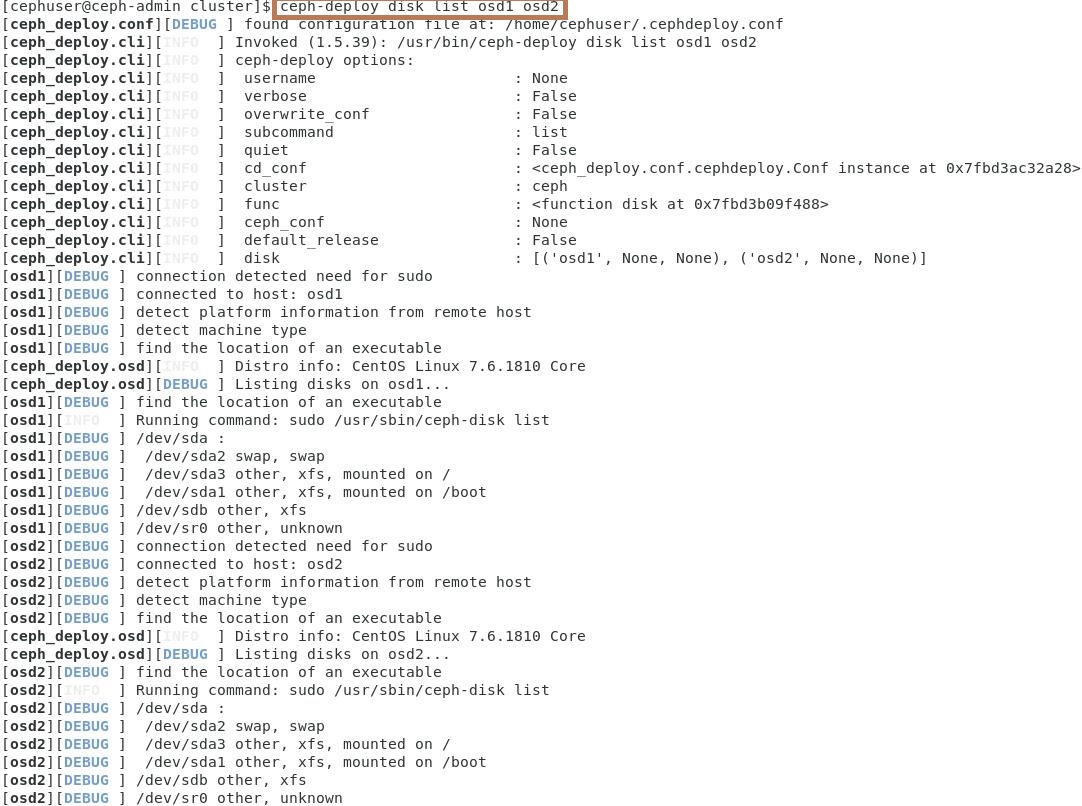 [cephuser@ceph-admin cluster]$ ceph-deploy disk list osd1 osd2
[ceph_deploy.conf][DEBUG ] found configuration file at: /home/cephuser/.cephdeploy.conf
[ceph_deploy.cli][INFO  ] Invoked (1.5.39): /usr/bin/ceph-deploy disk list osd1 osd2
[ceph_deploy.cli][INFO  ] ceph-deploy options:
[ceph_deploy.cli][INFO  ]  username                      : None
[ceph_deploy.cli][INFO  ]  verbose                       : False
[ceph_deploy.cli][INFO  ]  overwrite_conf                : False
[ceph_deploy.cli][INFO  ]  subcommand                    : list
[ceph_deploy.cli][INFO  ]  quiet                         : False
[ceph_deploy.cli][INFO  ]  cd_conf                       : <ceph_deploy.conf.cephdeploy.Conf instance at 0x7fbd3ac32a28>
[ceph_deploy.cli][INFO  ]  cluster                       : ceph
[ceph_deploy.cli][INFO  ]  func                          : <function disk at 0x7fbd3b09f488>
[ceph_deploy.cli][INFO  ]  ceph_conf                     : None
[ceph_deploy.cli][INFO  ]  default_release               : False
[ceph_deploy.cli][INFO  ]  disk                          : [('osd1', None, None), ('osd2', None, None)]
[osd1][DEBUG ] connection detected need for sudo
[osd1][DEBUG ] connected to host: osd1
[osd1][DEBUG ] detect platform information from remote host
[osd1][DEBUG ] detect machine type
[osd1][DEBUG ] find the location of an executable
[ceph_deploy.osd][INFO  ] Distro info: CentOS Linux 7.6.1810 Core
[ceph_deploy.osd][DEBUG ] Listing disks on osd1...
[osd1][DEBUG ] find the location of an executable
[osd1][INFO  ] Running command: sudo /usr/sbin/ceph-disk list
[osd1][DEBUG ] /dev/sda :
[osd1][DEBUG ]  /dev/sda2 swap, swap
[osd1][DEBUG ]  /dev/sda3 other, xfs, mounted on /
[osd1][DEBUG ]  /dev/sda1 other, xfs, mounted on /boot
[osd1][DEBUG ] /dev/sdb other, xfs
[osd1][DEBUG ] /dev/sr0 other, unknown
[osd2][DEBUG ] connection detected need for sudo
[osd2][DEBUG ] connected to host: osd2
[osd2][DEBUG ] detect platform information from remote host
[osd2][DEBUG ] detect machine type
[osd2][DEBUG ] find the location of an executable
[ceph_deploy.osd][INFO  ] Distro info: CentOS Linux 7.6.1810 Core
[ceph_deploy.osd][DEBUG ] Listing disks on osd2...
[osd2][DEBUG ] find the location of an executable
[osd2][INFO  ] Running command: sudo /usr/sbin/ceph-disk list
[osd2][DEBUG ] /dev/sda :
[osd2][DEBUG ]  /dev/sda2 swap, swap
[osd2][DEBUG ]  /dev/sda3 other, xfs, mounted on /
[osd2][DEBUG ]  /dev/sda1 other, xfs, mounted on /boot
[osd2][DEBUG ] /dev/sdb other, xfs
[osd2][DEBUG ] /dev/sr0 other, unknown